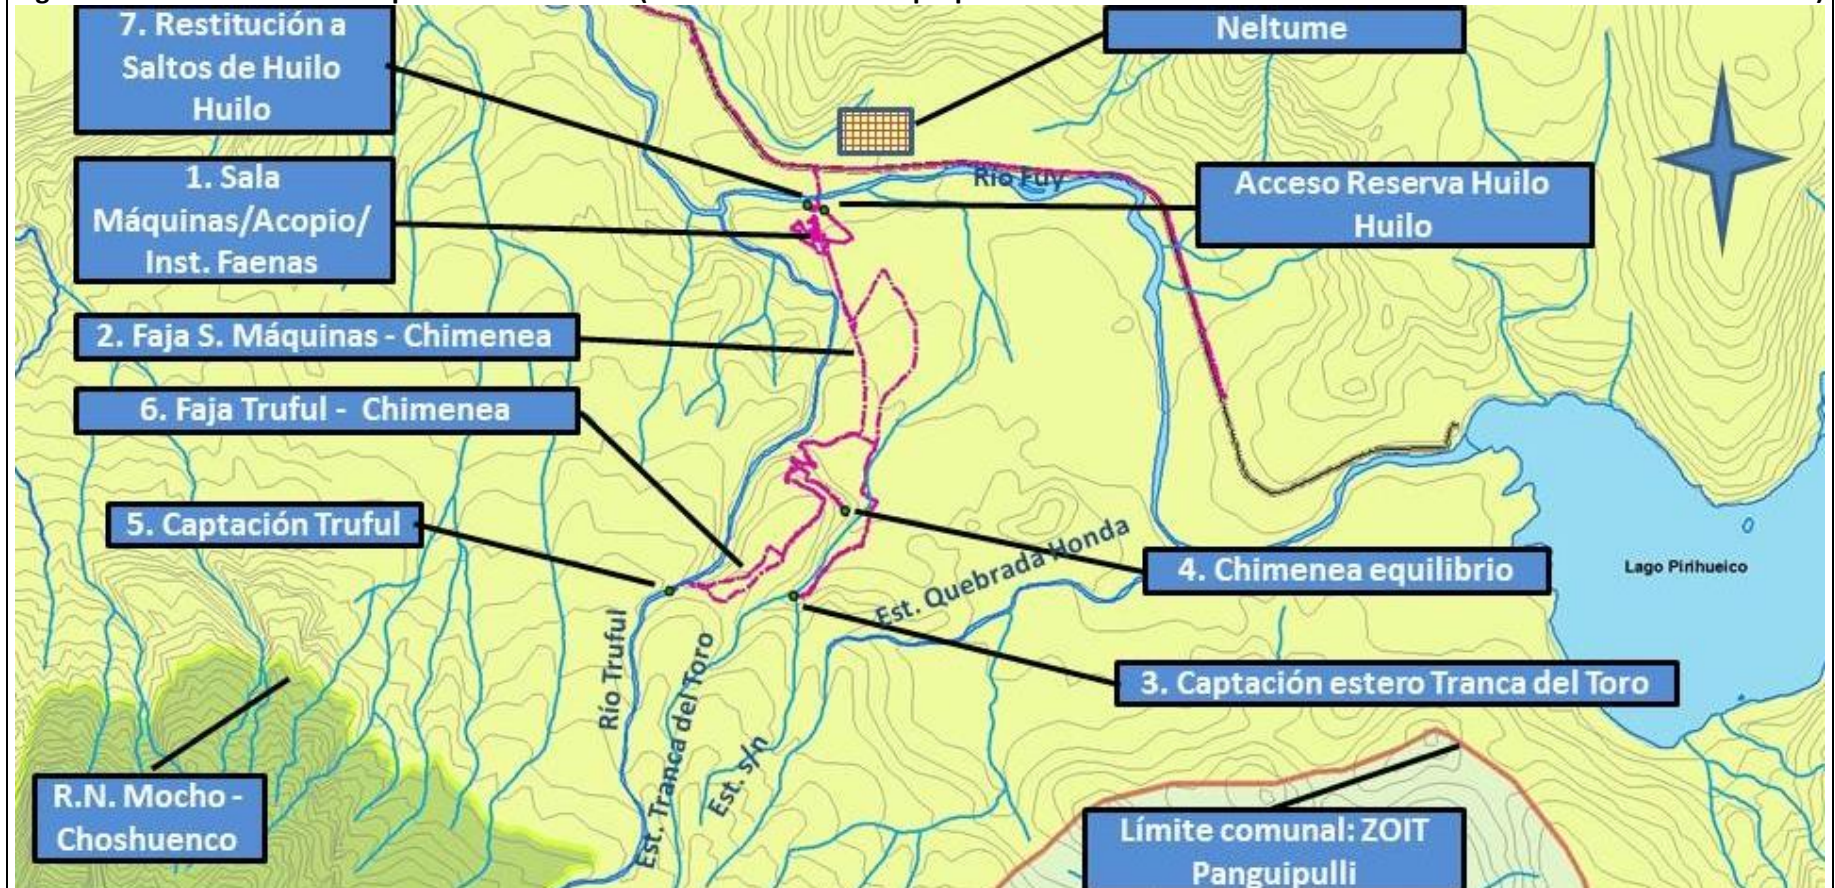 7. Restitución a
Saltos de Huilo
Huilo
Neltume
1. Sala
Máquinas/Acopio/
Inst. Faenas
Río Fuy
Acceso Reserva Huilo
Huilo
2. Faja S. Máquinas - Chimenea
6. Faja Truful - Chimenea
5. Captación Truful
Est. Quebrada Honda
4. Chimenea equilibrio
Lago Pirihueico
Río Truful
Est. Tranca del Toro
Est. s/n
3. Captación estero Tranca del Toro
R.N. Mocho -
Choshuenco
Límite comunal: ZOIT
Panguipulli